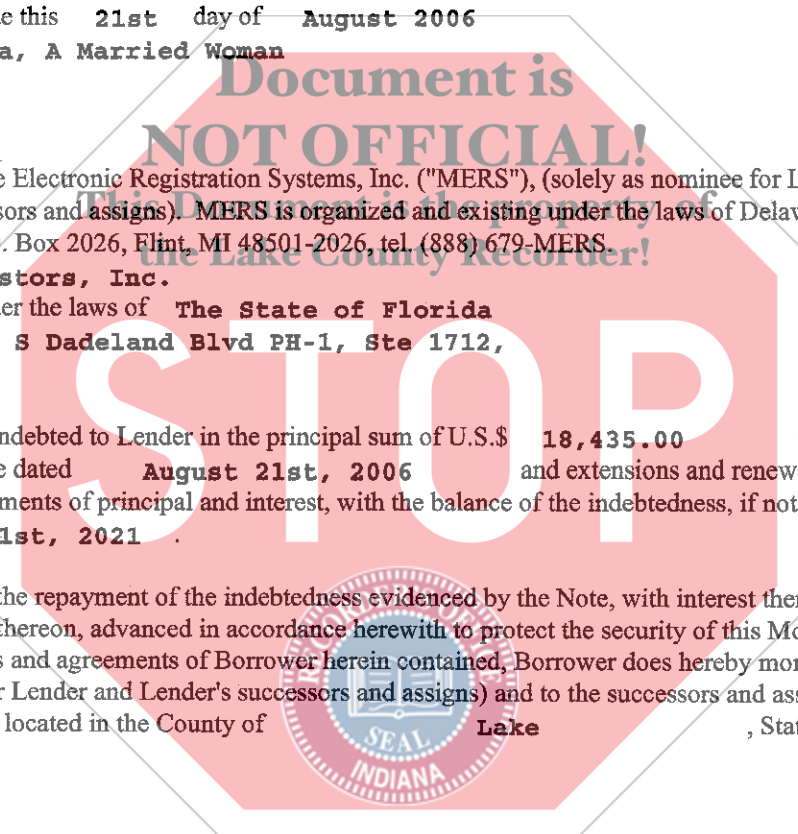 e this 21st day of August 2006
a, A Married Woman
Document is
NOT OFFICIAL!
e Electronic Registration Systems, Inc. ("MERS"), (solely as nominee for L
sors and assigns). MERS is organized and existing under the laws of Delaw
This Document is the property of
. Box 2026, Flint, MI 48501-2026, tel. (888) 679-MERS.
the Lake County Recorder!
stors, Inc.
er the laws of The State of Florida
S Dadeland Blvd PH-1, Ste 1712,
STOP
ndebted to Lender in the principal sum of U.S.$ 18,435.00
e dated August 21st, 2006 and extensions and renew
ments of principal and interest, with the balance of the indebtedness, if not
1st, 2021 .
the repayment of the indebtedness evidenced by the Note, with interest ther
thereon, advanced in accordance herewith to protect the security of this Mo
s and agreements of Borrower herein contained, Borrower does hereby mor
r Lender and Lender's successors and assigns) and to the successors and ass
located in the County of Lake , Stat
SEAL
INDIANA